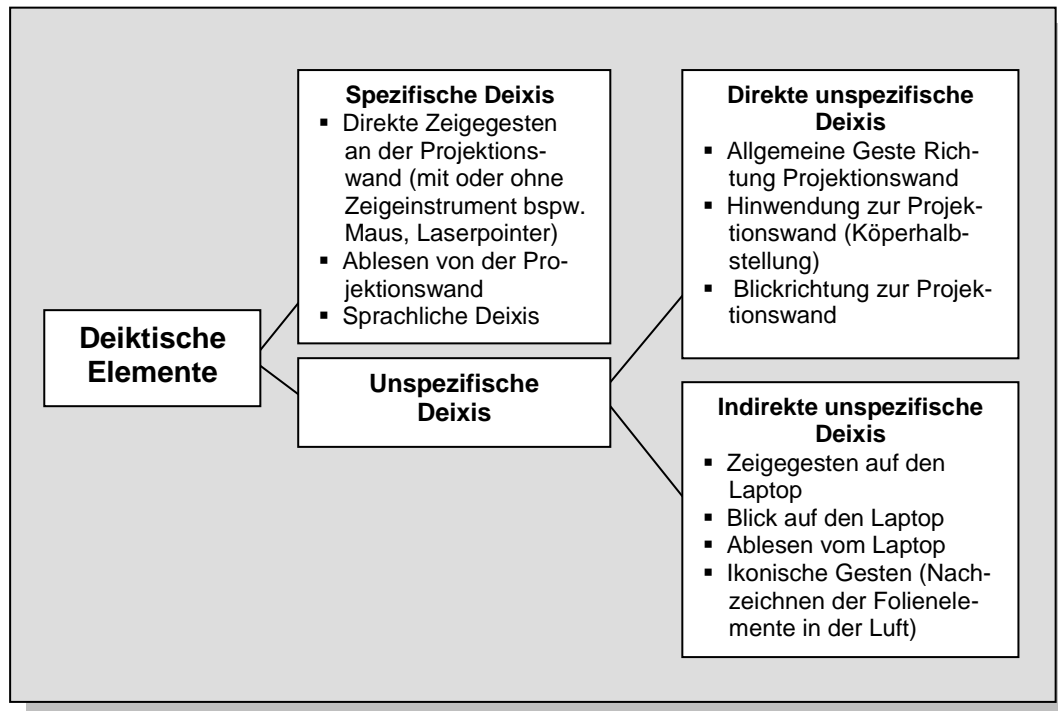 Deiktische
Elemente
Spezifische Deixis
▪ Direkte Zeigegesten
an der Projektions-
wand (mit oder ohne
Zeigeinstrument bspw.
Maus, Laserpointer)
▪ Ablesen von der Pro-
jektionswand
▪ Sprachliche Deixis
Unspezifische
Deixis
Direkte unspezifische
Deixis
▪ Allgemeine Geste Rich-
tung Projektionswand
▪ Hinwendung zur Projek-
tionswand (Köperhalb-
stellung)
▪ Blickrichtung zur Projek-
tionswand
Indirekte unspezifische
Deixis
▪ Zeigegesten auf den
Laptop
▪ Blick auf den Laptop
▪ Ablesen vom Laptop
▪ Ikonische Gesten (Nach-
zeichnen der Folienele-
mente in der Luft)